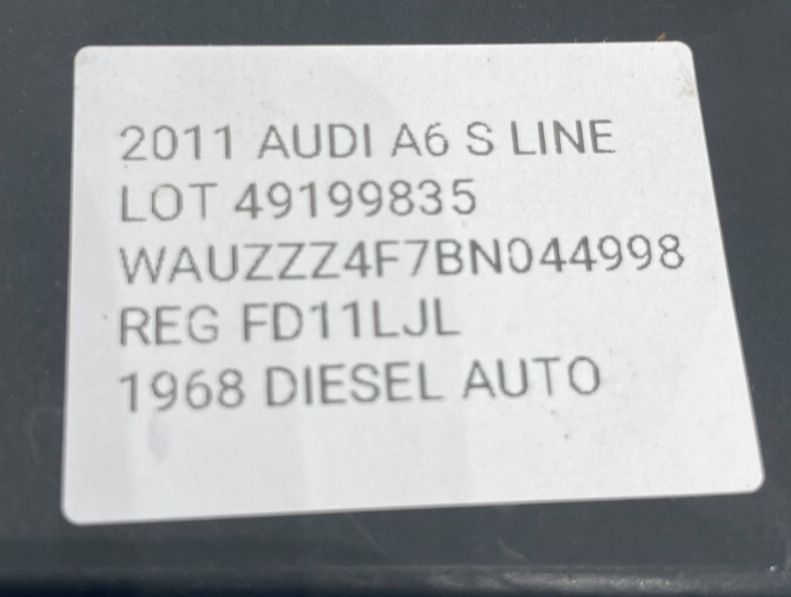 2011 AUDI A6 S LINE
LOT 49199835
WAUZZZ4F7BN044998
REG FD11LJL
1968 DIESEL AUTO